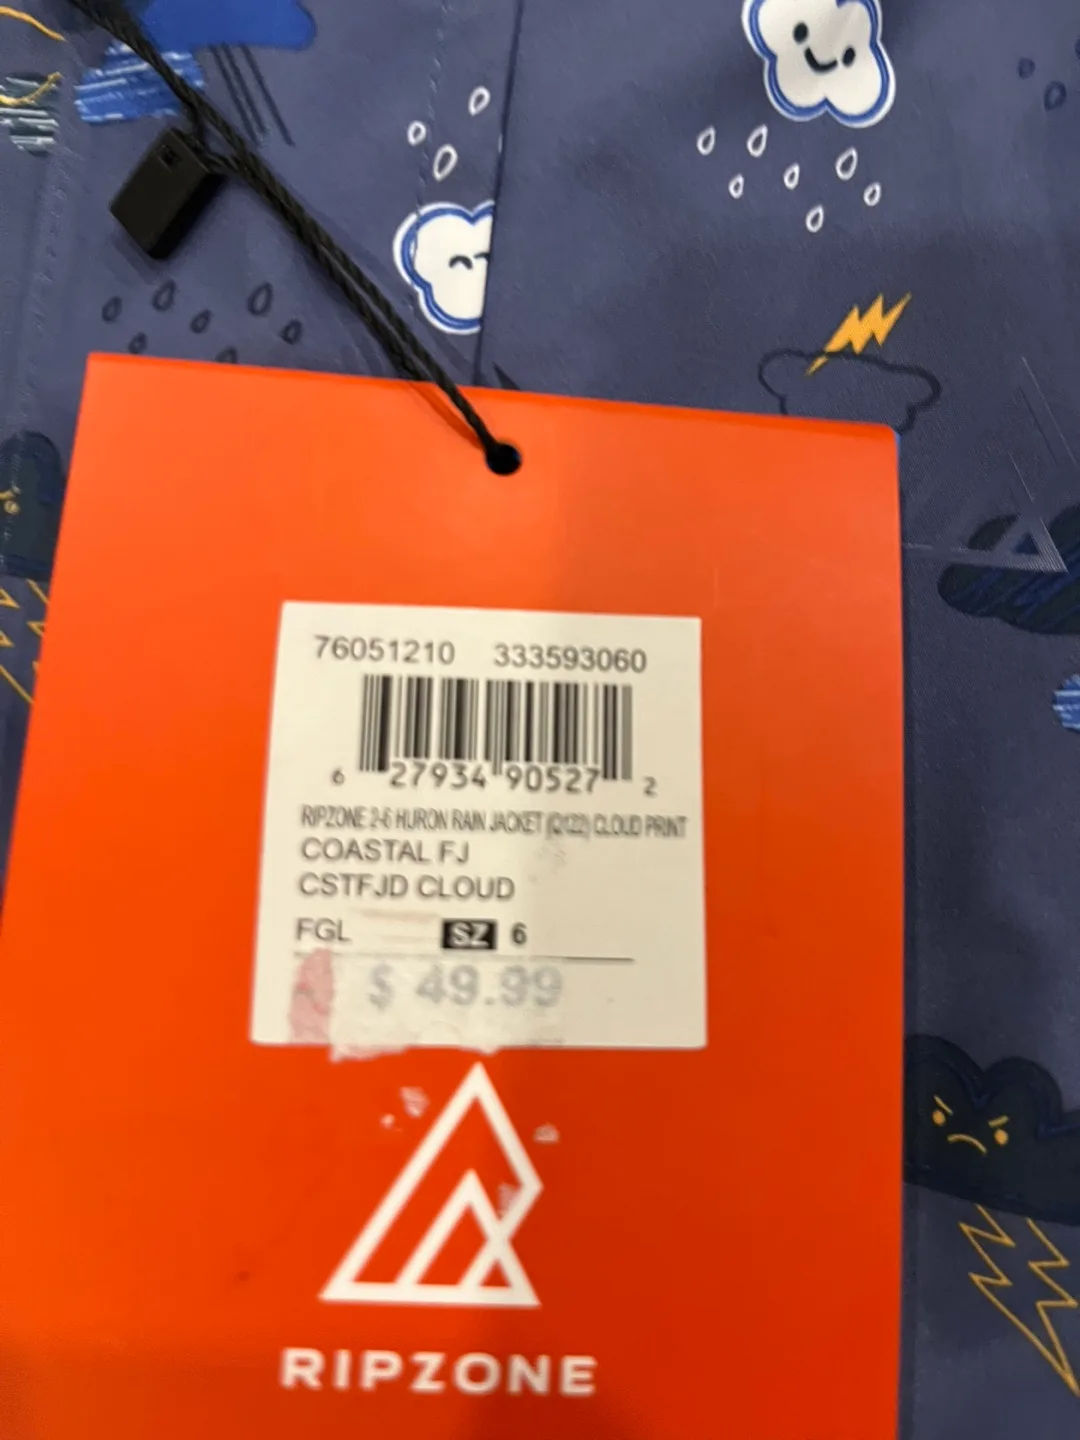 76051210 333593060
6 27934 90527 2
RIPZONE 2-6 HURON RAIN JACKET (Q122) CLOUD PRINT
COASTAL FJ
CSTFJD CLOUD
FGL SZ 6
$ 49.99
RIPZONE